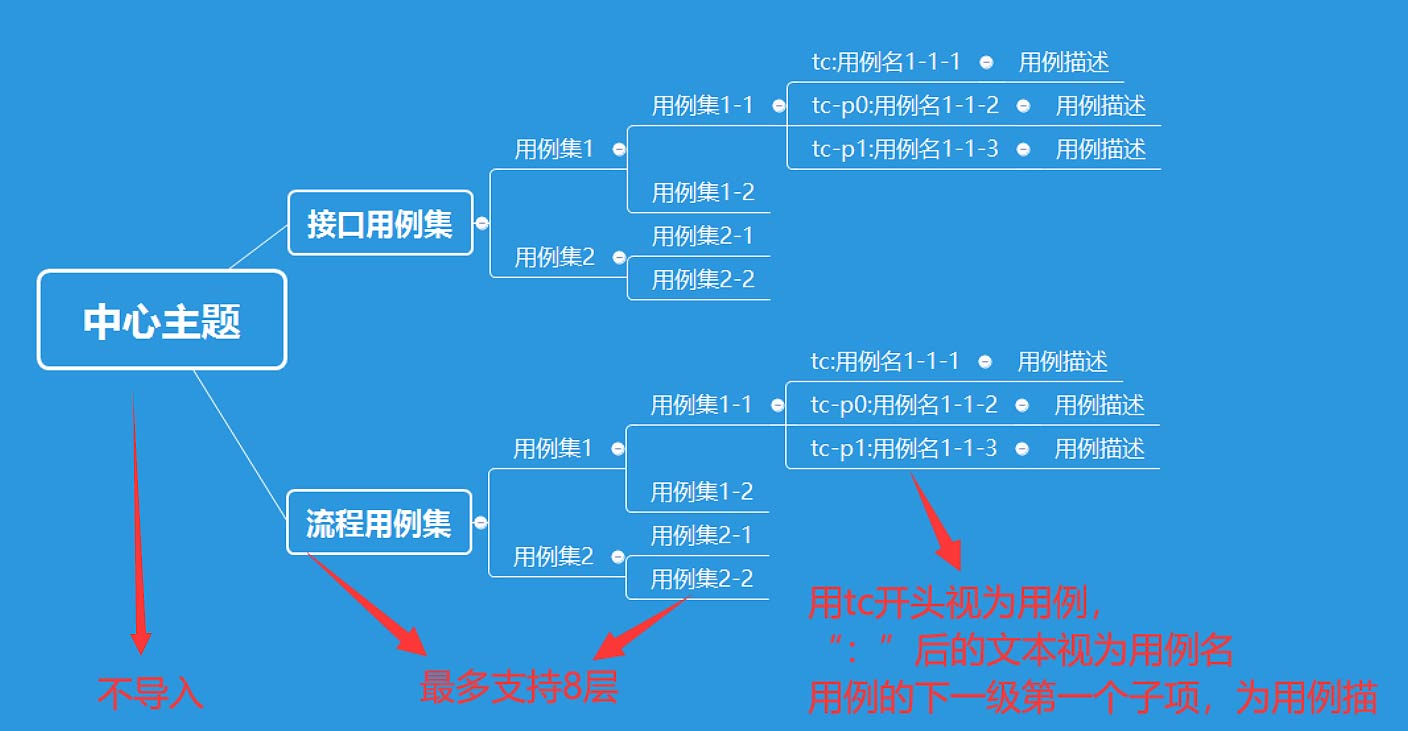 中心主题
接口用例集
用例集1
用例集1-1
tc:用例名1-1-1
用例描述
tc-p0:用例名1-1-2
用例描述
tc-p1:用例名1-1-3
用例描述
用例集1-2
用例集2
用例集2-1
用例集2-2
流程用例集
用例集1
用例集1-1
tc:用例名1-1-1
用例描述
tc-p0:用例名1-1-2
用例描述
tc-p1:用例名1-1-3
用例描述
用例集1-2
用例集2
用例集2-1
用例集2-2
不导入
最多支持8层
用tc开头视为用例，
“：”后的文本视为用例名
用例的下一级第一个子项，为用例描